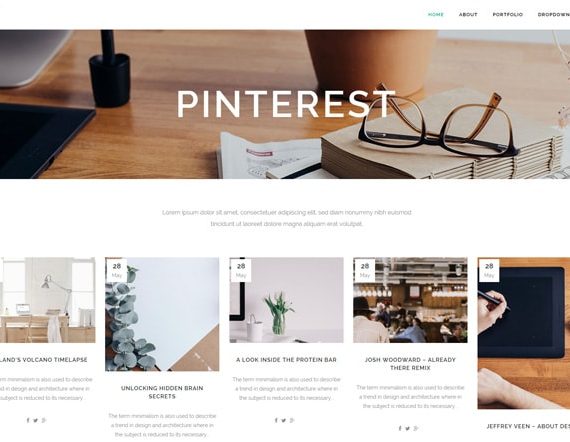 HOME ABOUT PORTFOLIO DROPDOWN
PINTEREST
Lorem ipsum dolor sit amet, consectetuer adipiscing elit, sed diam nonummy nibh euismod
tincidunt ut laoreet dolore magna aliquam erat volutpat.
28
May
28
May
28
May
28
May
LAND'S VOLCANO TIMELAPSE
The term minimalism is also used to describe
a trend in design and architecture where in
the subject is reduced to its necessary
UNLOCKING HIDDEN BRAIN
SECRETS
The term minimalism is also used to describe
a trend in design and architecture where in
the subject is reduced to its necessary...
A LOOK INSIDE THE PROTEIN BAR
The term minimalism is also used to describe
a trend in design and architecture where in
the subject is reduced to its necessary...
JOSH WOODWARD – ALREADY
THERE REMIX
The term minimalism is also used to describe
a trend in design and architecture where in
the subject is reduced to its necessary...
JEFFREY VEEN – ABOUT DES